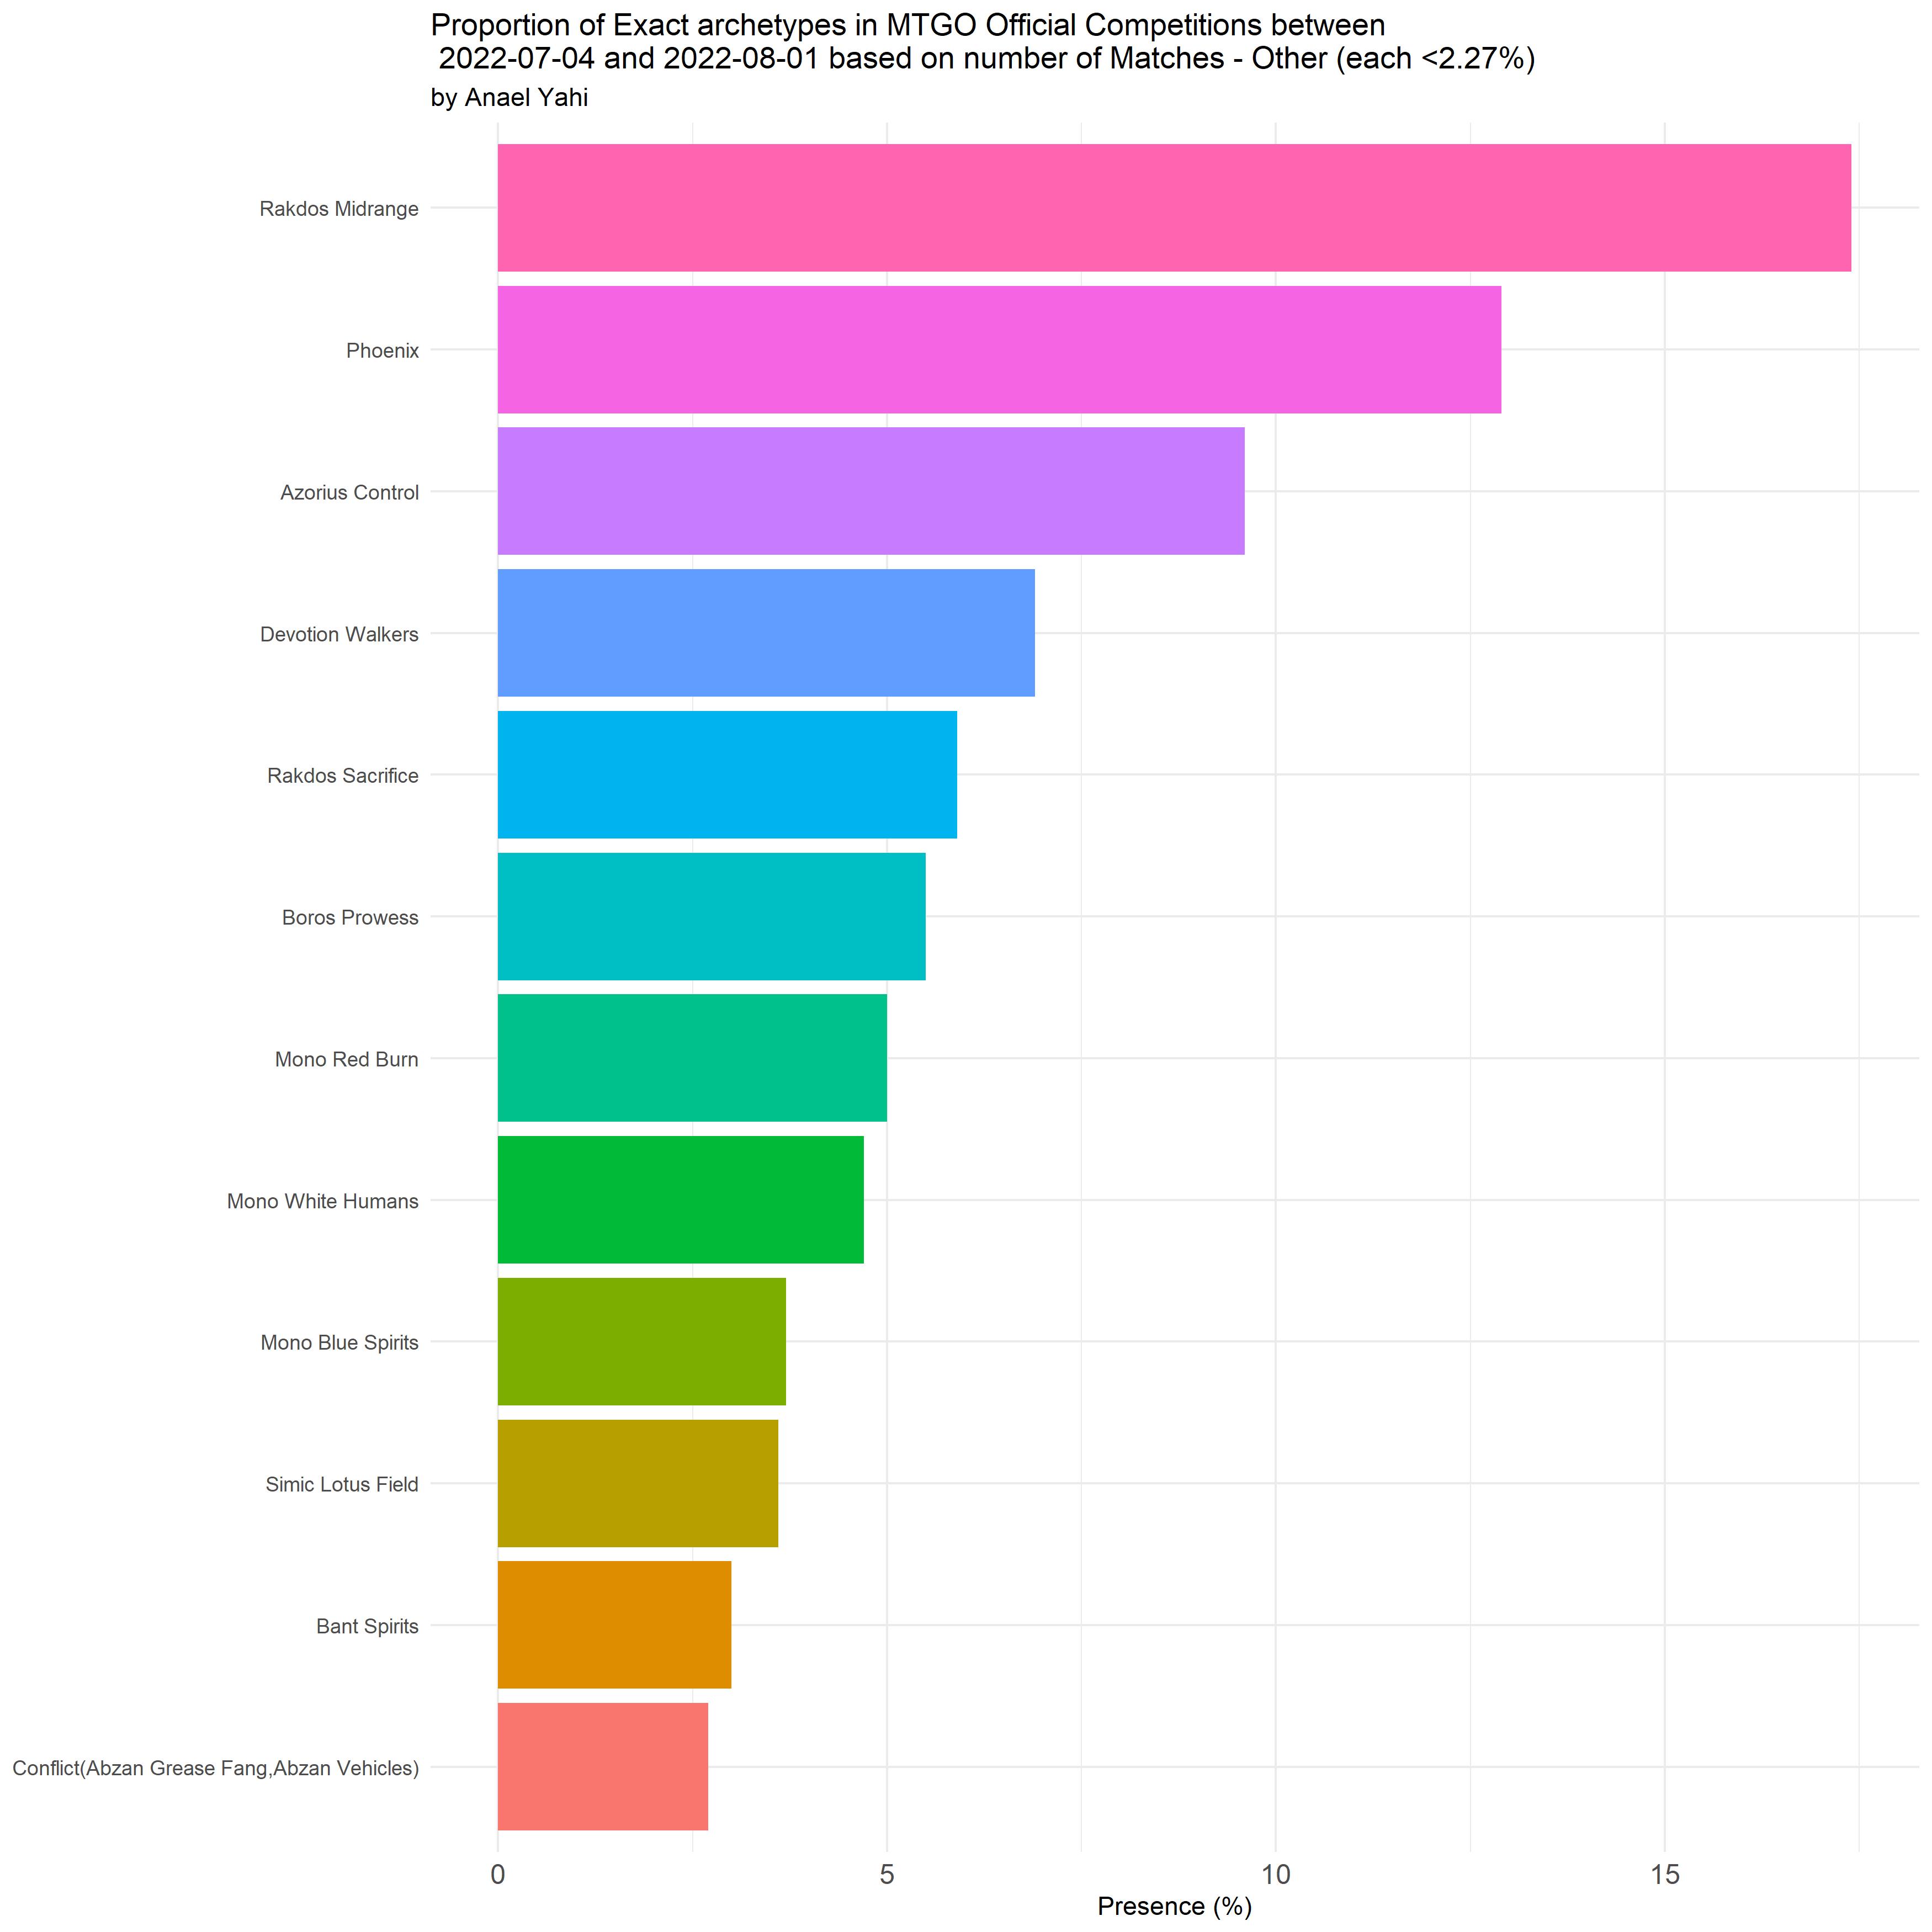 Proportion of Exact archetypes in MTGO Official Competitions between
2022-07-04 and 2022-08-01 based on number of Matches - Other (each <2.27%)
by Anael Yahi
Rakdos Midrange
Phoenix
Azorius Control
Devotion Walkers
Rakdos Sacrifice
Boros Prowess
Mono Red Burn
Mono White Humans
Mono Blue Spirits
Simic Lotus Field
Bant Spirits
Conflict(Abzan Grease Fang,Abzan Vehicles)
0 5 10 15
Presence (%)